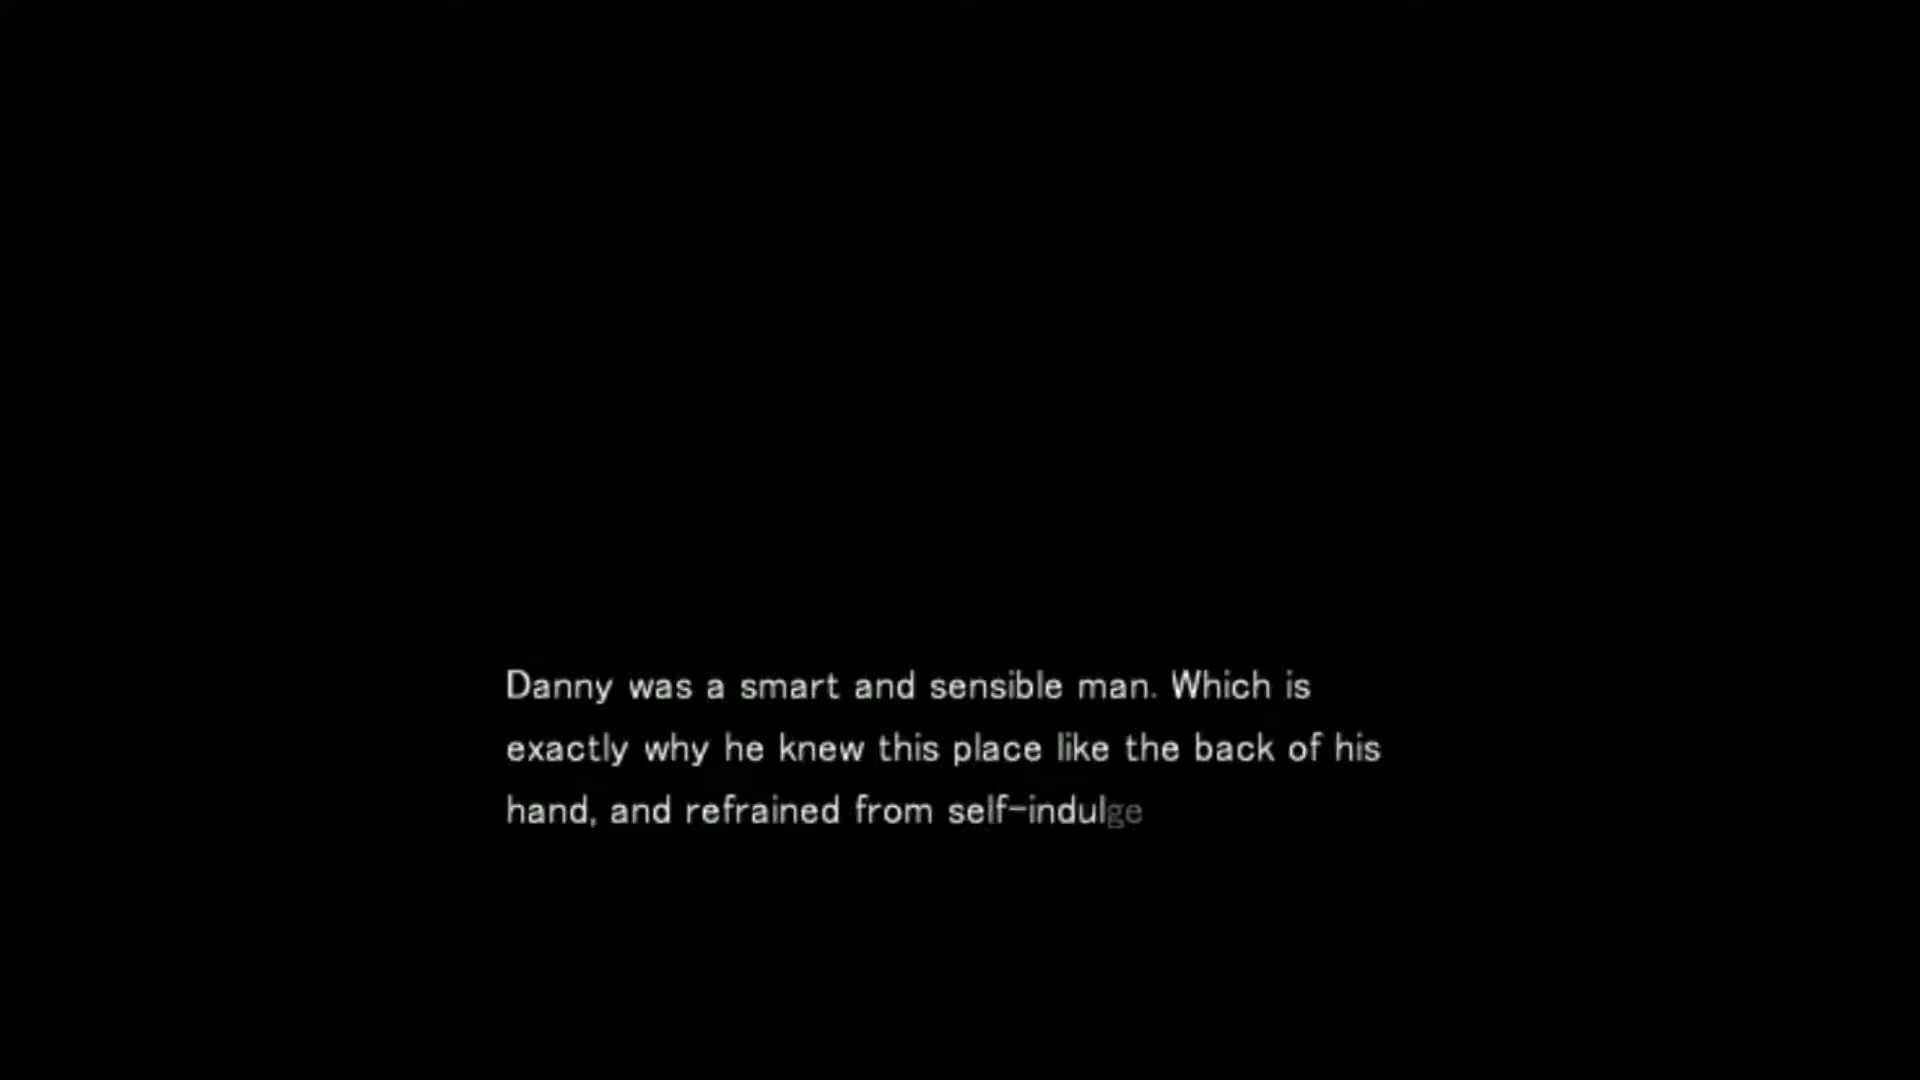 Danny was a smart and sensible man. Which is
exactly why he knew this place like the back of his
hand, and refrained from self-indulge